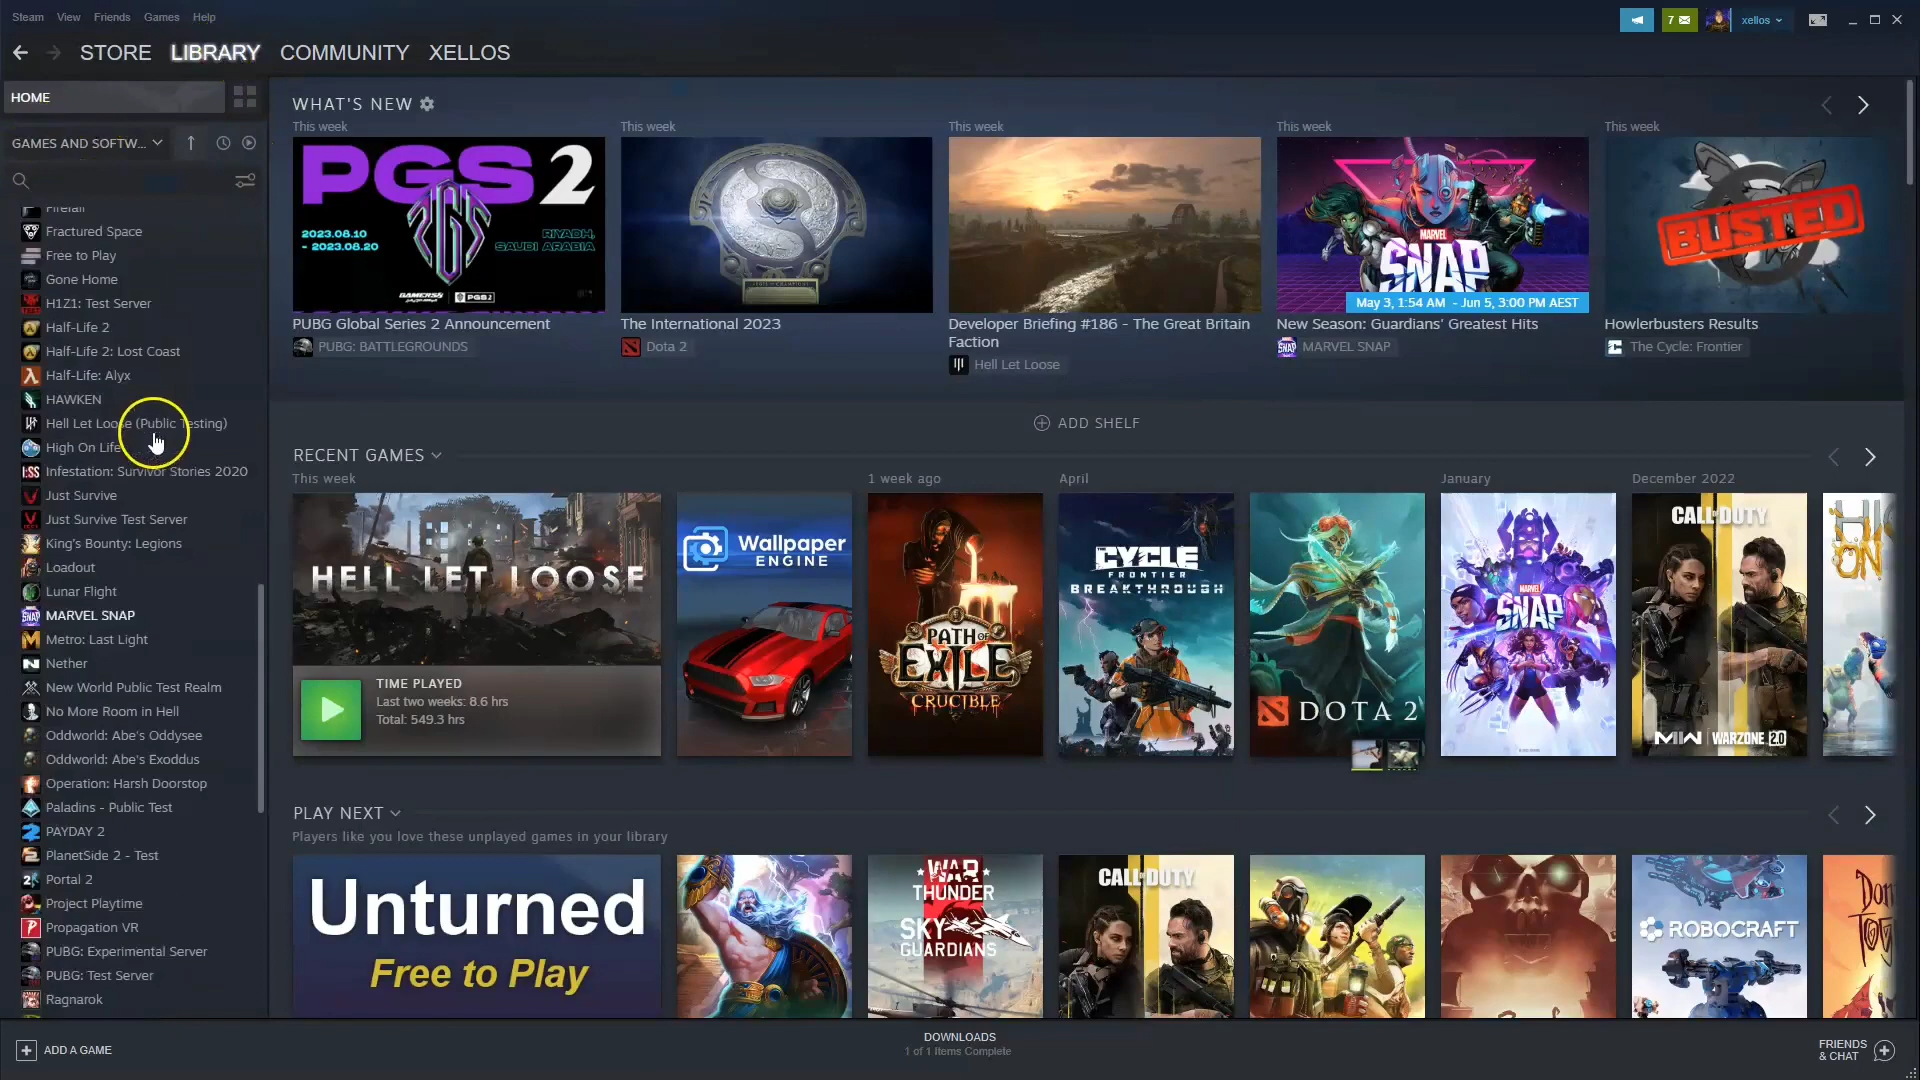 Steam View Friends Games Help
7
xellos
STORE LIBRARY COMMUNITY XELLOS
HOME
GAMES AND SOFTW...
Firefall
Fractured Space
Free to Play
Gone Home
H1Z1: Test Server
Half-Life 2
Half-Life 2: Lost Coast
Half-Life: Alyx
HAWKEN
Hell Let Loose (Public Testing)
High On Life
Infestation: Survivor Stories 2020
Just Survive
Just Survive Test Server
King's Bounty: Legions
Loadout
Lunar Flight
MARVEL SNAP
Metro: Last Light
Nether
New World Public Test Realm
No More Room in Hell
Oddworld: Abe's Oddysee
Oddworld: Abe's Exoddus
Operation: Harsh Doorstop
Paladins - Public Test
PAYDAY 2
PlanetSide 2 - Test
Portal 2
Project Playtime
Propagation VR
PUBG: Experimental Server
PUBG: Test Server
Ragnarok
WHAT'S NEW
This week
PGS 2
2023.08.10
- 2023.08.20
RIYADH,
SAUDI ARABIA
GAMERS8 PGS2
PUBG Global Series 2 Announcement
PUBG: BATTLEGROUNDS
This week
The International 2023
Dota 2
This week
Developer Briefing #186 - The Great Britain
Faction
Hell Let Loose
This week
MARVEL
SNAP
May 3, 1:54 AM - Jun 5, 3:00 PM AEST
New Season: Guardians' Greatest Hits
SNAP
MARVEL SNAP
This week
BUSTED
Howlerbusters Results
The Cycle: Frontier
ADD SHELF
RECENT GAMES
This week
HELL LET LOOSE
TIME PLAYED
Last two weeks: 8.6 hrs
Total: 549.3 hrs
Wallpaper
ENGINE
1 week ago
PATH OF
EXILE
CRUCIBLE
April
CYCLE
FRONTIER
BREAKTHROUGH
DOTA 2
January
MARVEL
SNAP
December 2022
CALL OF DUTY
MWII WARZONE 2.0
HIGH
ON
PLAY NEXT
Players like you love these unplayed games in your library
Unturned
Free to Play
WAR
THUNDER
SKY
GUARDIANS
CALL OF DUTY
ROBOCRAFT
ADD A GAME
DOWNLOADS
1 of 1 Items Complete
FRIENDS
& CHAT